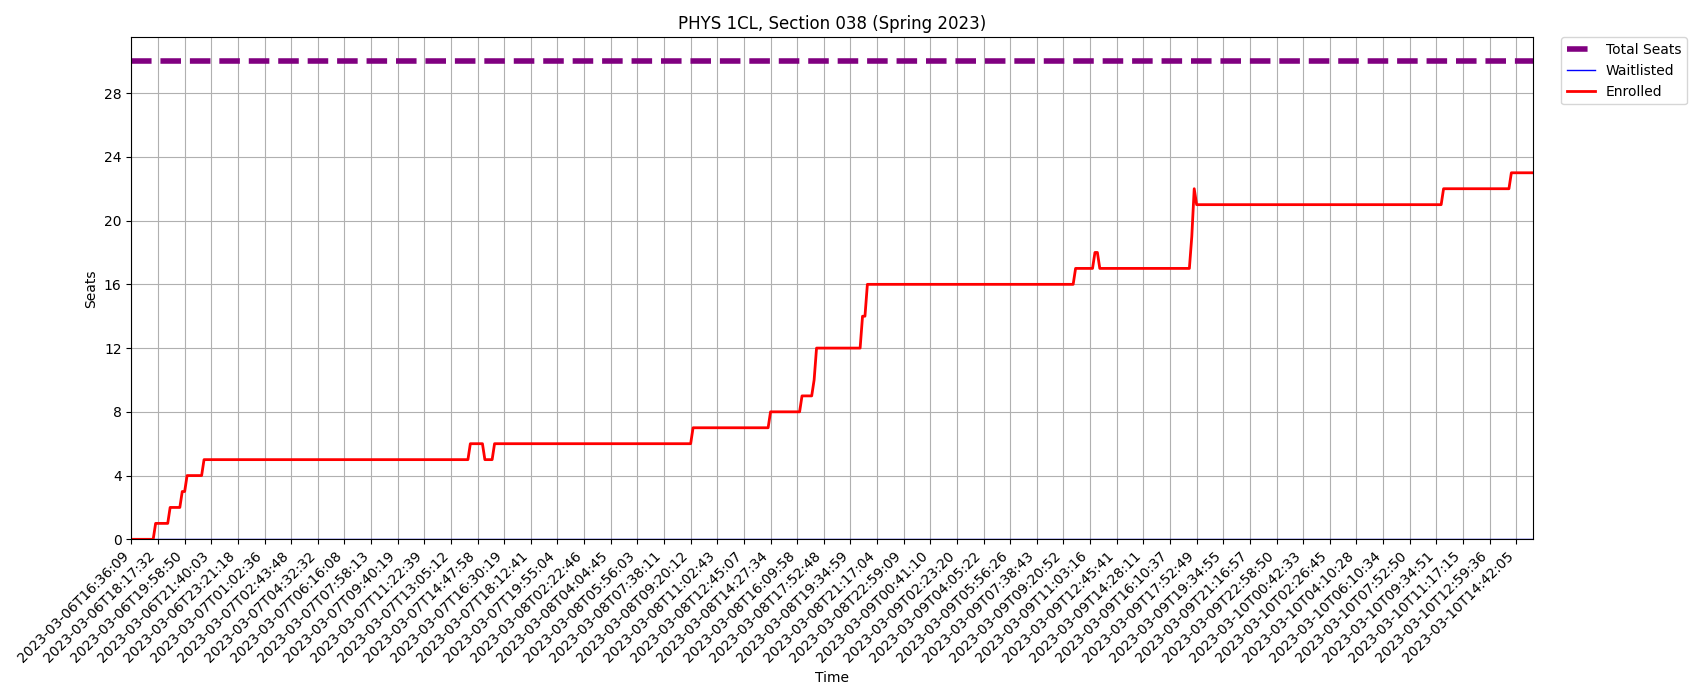 PHYS 1CL, Section 038 (Spring 2023)
Total Seats
Waitlisted
Enrolled
Seats
28
24
20
16
12
8
4
0
2023-03-06T16:36:09
2023-03-06T18:17:32
2023-03-06T19:58:50
2023-03-06T21:40:03
2023-03-06T23:21:18
2023-03-07T01:02:36
2023-03-07T02:43:48
2023-03-07T04:32:32
2023-03-07T06:16:08
2023-03-07T07:58:13
2023-03-07T09:40:19
2023-03-07T11:22:39
2023-03-07T13:05:12
2023-03-07T14:47:58
2023-03-07T16:30:19
2023-03-07T18:12:41
2023-03-07T19:55:04
2023-03-08T02:22:46
2023-03-08T04:04:45
2023-03-08T05:56:03
2023-03-08T07:38:11
2023-03-08T09:20:12
2023-03-08T11:02:43
2023-03-08T12:45:07
2023-03-08T14:27:34
2023-03-08T16:09:58
2023-03-08T17:52:48
2023-03-08T19:34:59
2023-03-08T21:17:04
2023-03-08T22:59:09
2023-03-09T00:41:10
2023-03-09T02:23:20
2023-03-09T04:05:22
2023-03-09T05:56:26
2023-03-09T07:38:43
2023-03-09T09:20:52
2023-03-09T11:03:16
2023-03-09T12:45:41
2023-03-09T14:28:11
2023-03-09T16:10:37
2023-03-09T17:52:49
2023-03-09T19:34:55
2023-03-09T21:16:57
2023-03-09T22:58:50
2023-03-10T00:42:33
2023-03-10T02:26:45
2023-03-10T04:10:28
2023-03-10T06:10:34
2023-03-10T07:52:50
2023-03-10T09:34:51
2023-03-10T11:17:15
2023-03-10T12:59:36
2023-03-10T14:42:05
Time